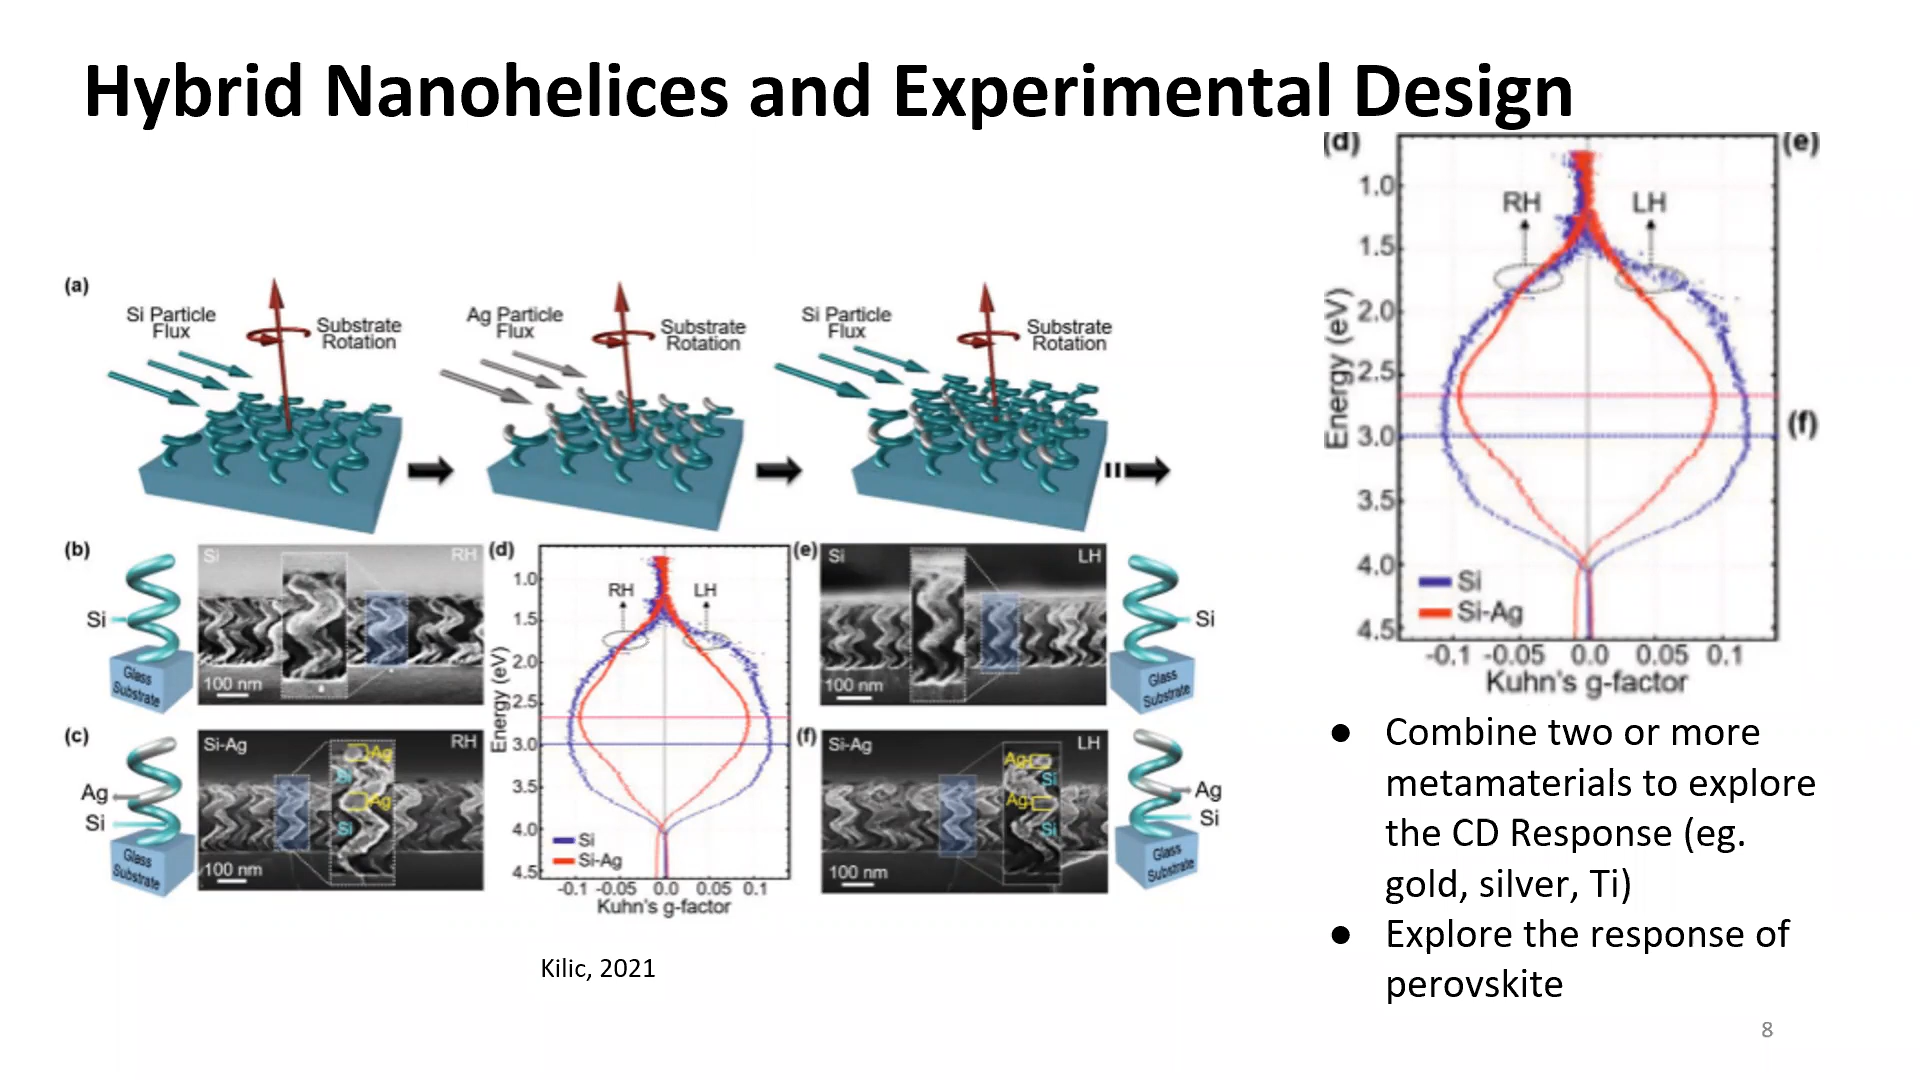 Hybrid Nanohelices and Experimental Design
(a)
Si Particle
Flux
Substrate
Rotation
Ag Particle
Flux
Substrate
Rotation
Si Particle
Flux
Substrate
Rotation
(b)
Si
Glass
Substrate
Si
RH
100 nm
(c)
Ag
Si
Glass
Substrate
Si-Ag
RH
Ag
Si
Ag
Si
100 nm
(d)
RH
LH
1.0
1.5
2.0
2.5
3.0
3.5
4.0
4.5
Energy (eV)
Si
Si-Ag
-0.1 -0.05 0.0 0.05 0.1
Kuhn's g-factor
(e)
Si
LH
100 nm
Si
Glass
Substrate
(f)
Si-Ag
LH
Ag
Si
Ag
Si
100 nm
Ag
Si
Glass
Substrate
Kilic, 2021
(d)
(e)
RH
LH
1.0
1.5
2.0
2.5
3.0
3.5
4.0
4.5
Energy (eV)
(f)
Si
Si-Ag
-0.1 -0.05 0.0 0.05 0.1
Kuhn's g-factor
● Combine two or more
metamaterials to explore
the CD Response (eg.
gold, silver, Ti)
● Explore the response of
perovskite
8